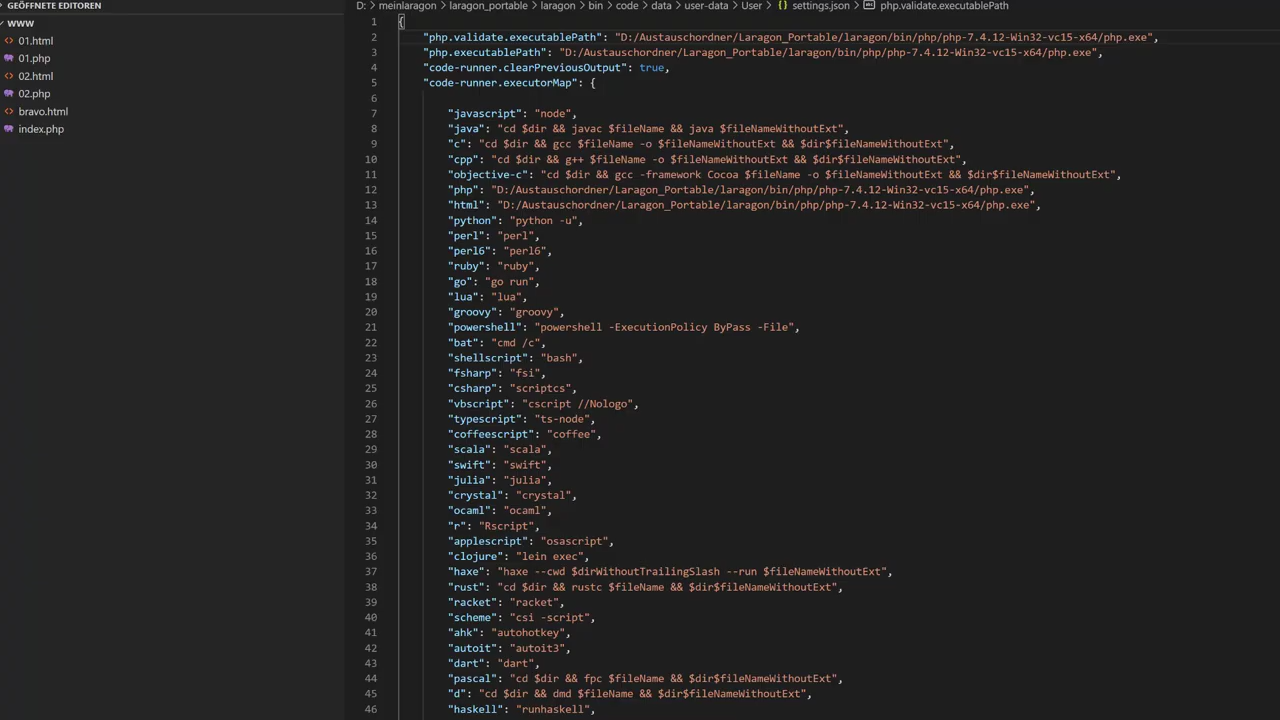 GEÖFFNETE EDITOREN
WWW
01.html
01.php
02.html
02.php
bravo.html
index.php
D: > meinlaragon > laragon_portable > laragon > bin > code > data > user-data > User > {} settings.json > php.validate.executablePath
1 {
2 "php.validate.executablePath": "D:/Austauschordner/Laragon_Portable/laragon/bin/php/php-7.4.12-Win32-vc15-x64/php.exe",
3 "php.executablePath": "D:/Austauschordner/Laragon_Portable/laragon/bin/php/php-7.4.12-Win32-vc15-x64/php.exe",
4 "code-runner.clearPreviousOutput": true,
5 "code-runner.executorMap": {
6
7 "javascript": "node",
8 "java": "cd $dir && javac $fileName && java $fileNameWithoutExt",
9 "c": "cd $dir && gcc $fileName -o $fileNameWithoutExt && $dir$fileNameWithoutExt",
10 "cpp": "cd $dir && g++ $fileName -o $fileNameWithoutExt && $dir$fileNameWithoutExt",
11 "objective-c": "cd $dir && gcc -framework Cocoa $fileName -o $fileNameWithoutExt && $dir$fileNameWithoutExt",
12 "php": "D:/Austauschordner/Laragon_Portable/laragon/bin/php/php-7.4.12-Win32-vc15-x64/php.exe",
13 "html": "D:/Austauschordner/Laragon_Portable/laragon/bin/php/php-7.4.12-Win32-vc15-x64/php.exe",
14 "python": "python -u",
15 "perl": "perl",
16 "perl6": "perl6",
17 "ruby": "ruby",
18 "go": "go run",
19 "lua": "lua",
20 "groovy": "groovy",
21 "powershell": "powershell -ExecutionPolicy ByPass -File",
22 "bat": "cmd /c",
23 "shellscript": "bash",
24 "fsharp": "fsi",
25 "csharp": "scriptcs",
26 "vbscript": "cscript //Nologo",
27 "typescript": "ts-node",
28 "coffeescript": "coffee",
29 "scala": "scala",
30 "swift": "swift",
31 "julia": "julia",
32 "crystal": "crystal",
33 "ocaml": "ocaml",
34 "r": "Rscript",
35 "applescript": "osascript",
36 "clojure": "lein exec",
37 "haxe": "haxe --cwd $dirWithoutTrailingSlash --run $fileNameWithoutExt",
38 "rust": "cd $dir && rustc $fileName && $dir$fileNameWithoutExt",
39 "racket": "racket",
40 "scheme": "csi -script",
41 "ahk": "autohotkey",
42 "autoit": "autoit3",
43 "dart": "dart",
44 "pascal": "cd $dir && fpc $fileName && $dir$fileNameWithoutExt",
45 "d": "cd $dir && dmd $fileName && $dir$fileNameWithoutExt",
46 "haskell": "runhaskell",